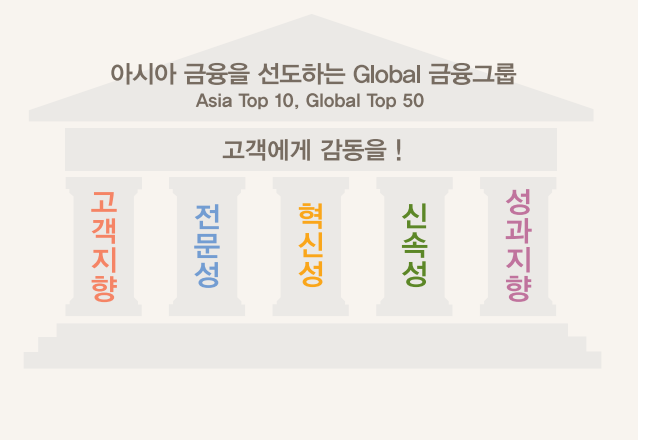 아시아 금융을 선도하는 Global 금융그룹
Asia Top 10, Global Top 50
고객에게 감동을 !
고객지향
전문성
혁신성
신속성
성과지향